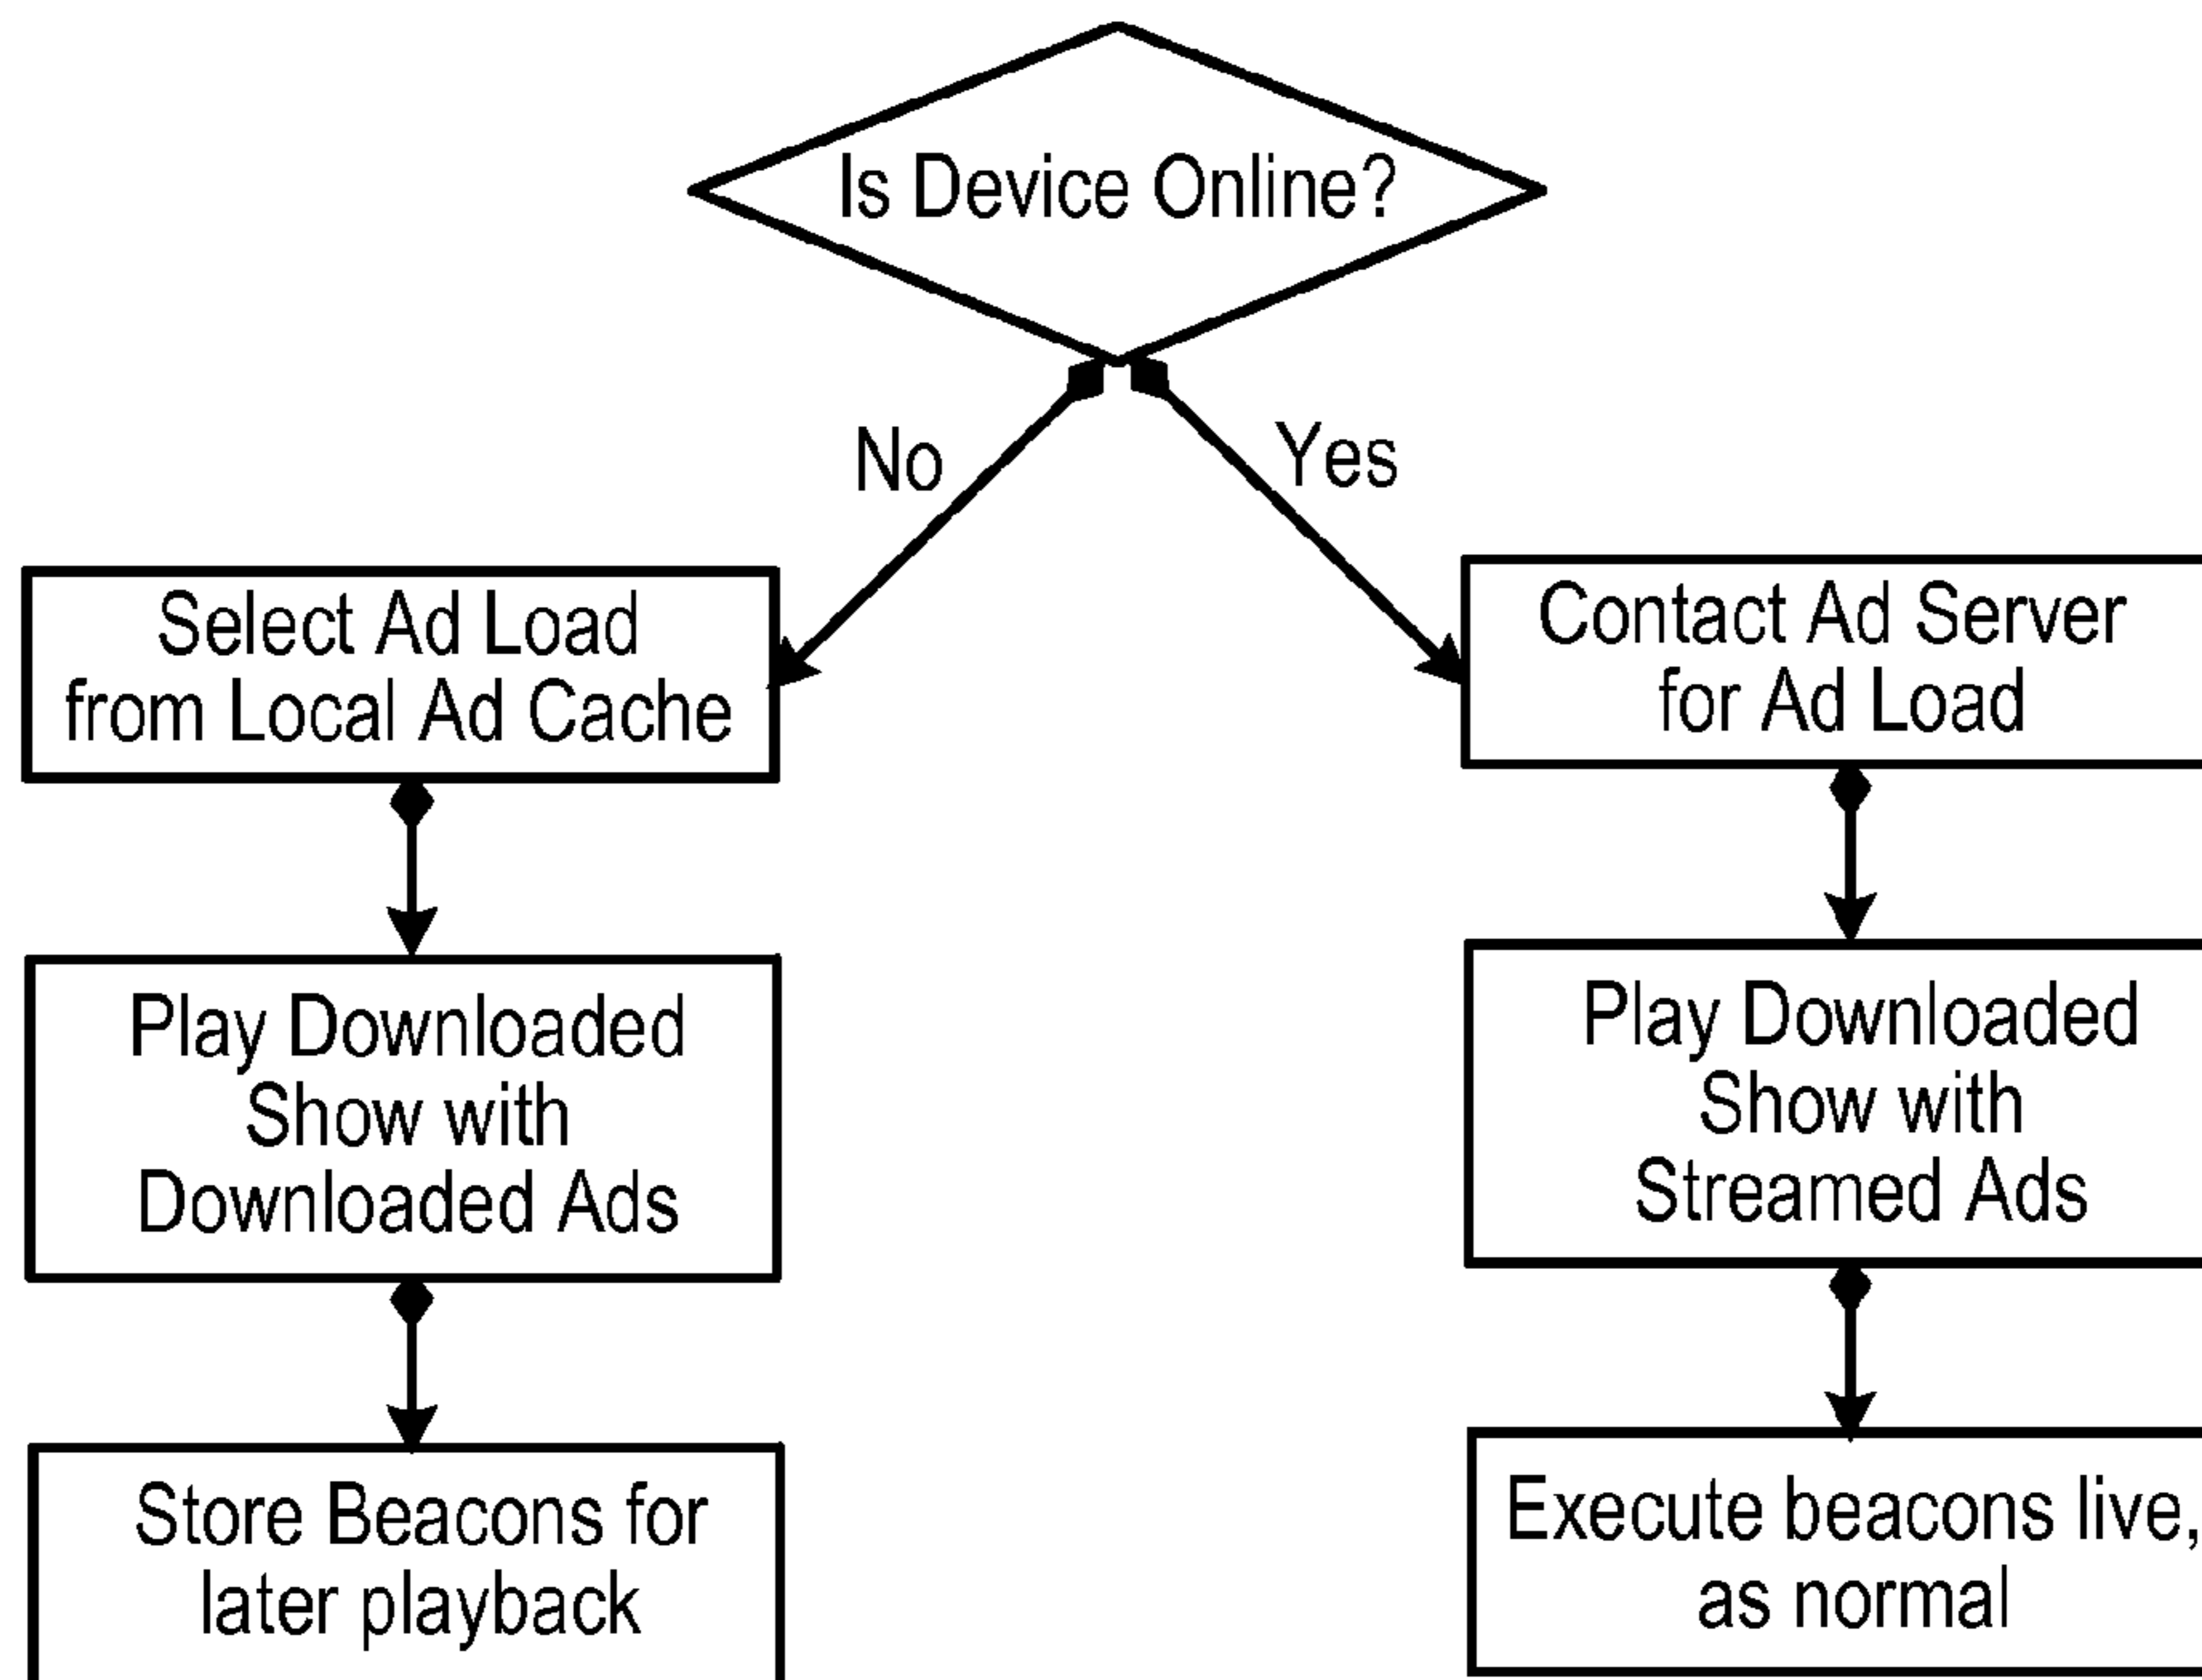 Is Device Online?
No
Yes
Select Ad Load
from Local Ad Cache
Contact Ad Server
for Ad Load
Play Downloaded
Show with
Downloaded Ads
Play Downloaded
Show with
Streamed Ads
Store Beacons for
later playback
Execute beacons live,
as normal